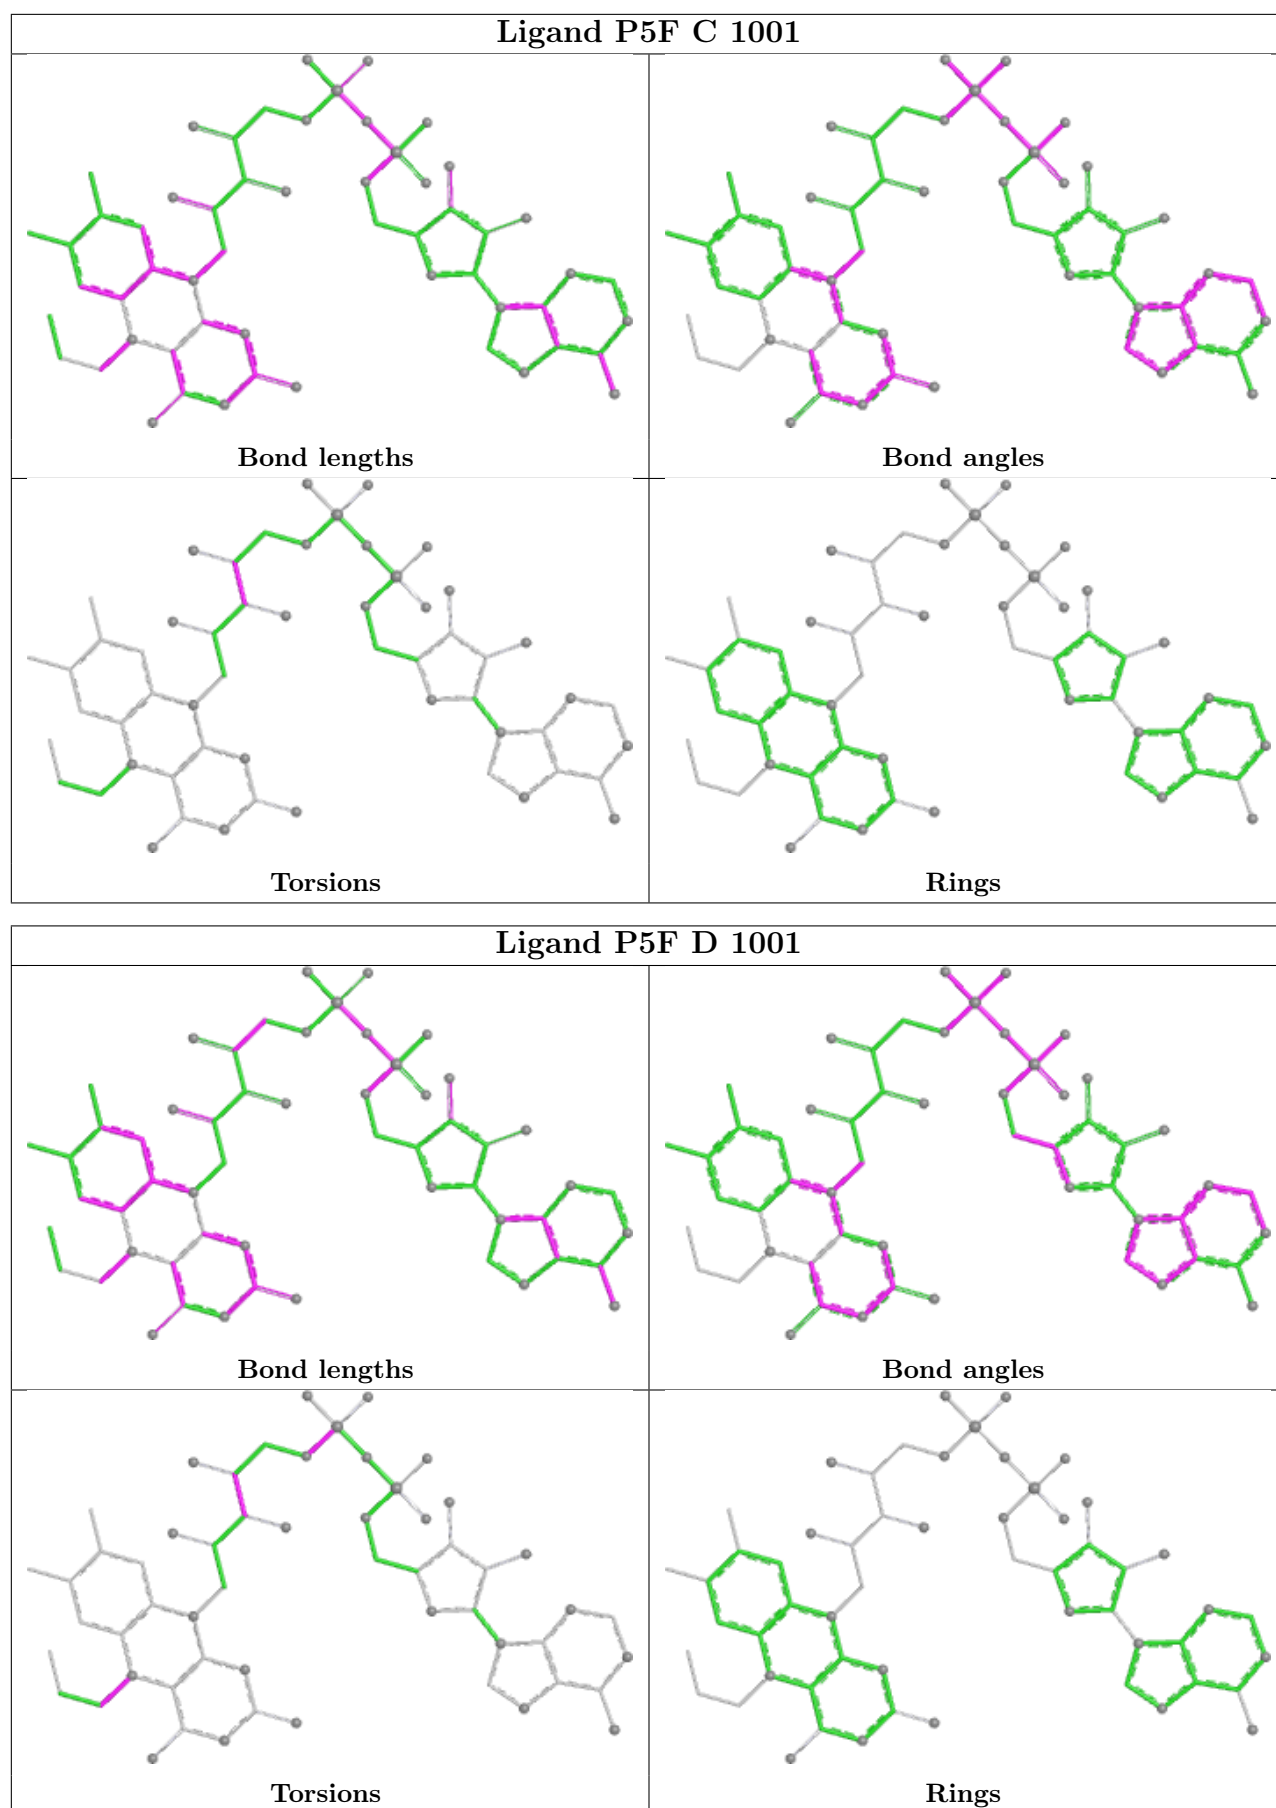 Ligand P5F C 1001
Bond lengths
Bond angles
Torsions
Rings
Ligand P5F D 1001
Bond lengths
Bond angles
Torsions
Rings